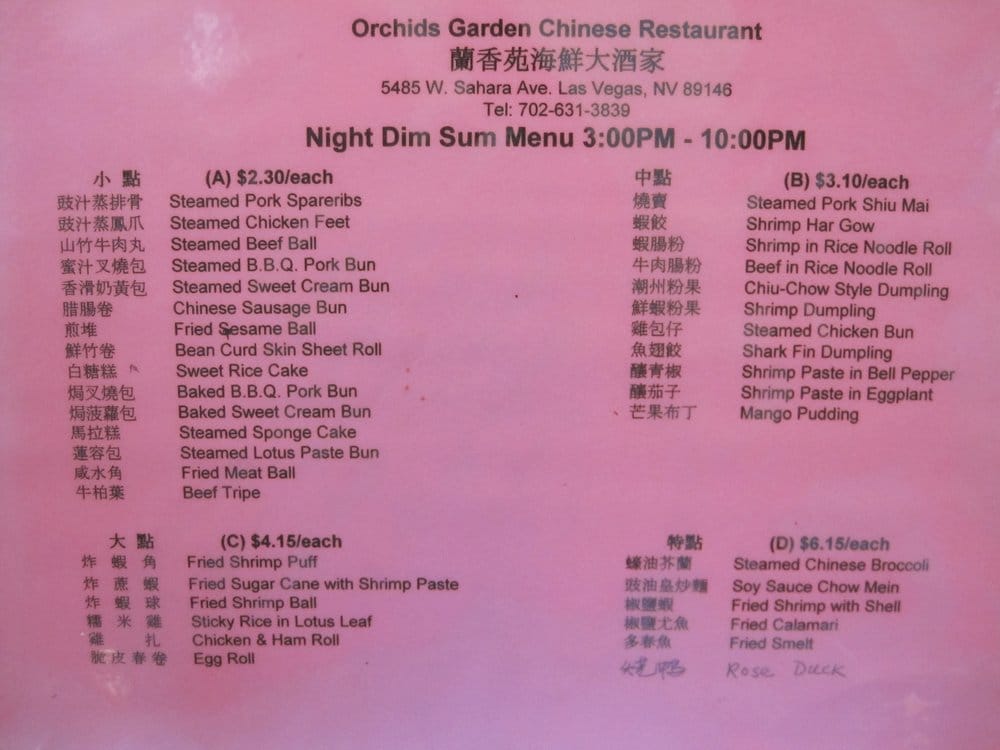 Orchids Garden Chinese Restaurant
蘭香苑海鮮大酒家
5485 W. Sahara Ave. Las Vegas, NV 89146
Tel: 702-631-3839
Night Dim Sum Menu 3:00PM - 10:00PM
小 點 (A) $2.30/each
豉汁蒸排骨 Steamed Pork Spareribs
豉汁蒸鳳爪 Steamed Chicken Feet
山竹牛肉丸 Steamed Beef Ball
蜜汁叉燒包 Steamed B.B.Q. Pork Bun
香滑奶黃包 Steamed Sweet Cream Bun
腊腸卷 Chinese Sausage Bun
煎堆 Fried Sesame Ball
鮮竹卷 Bean Curd Skin Sheet Roll
白糖糕 Sweet Rice Cake
焗叉燒包 Baked B.B.Q. Pork Bun
焗菠蘿包 Baked Sweet Cream Bun
馬拉糕 Steamed Sponge Cake
蓮容包 Steamed Lotus Paste Bun
咸水角 Fried Meat Ball
牛柏葉 Beef Tripe
中點 (B) $3.10/each
燒賣 Steamed Pork Shiu Mai
蝦餃 Shrimp Har Gow
蝦腸粉 Shrimp in Rice Noodle Roll
牛肉腸粉 Beef in Rice Noodle Roll
潮州粉果 Chiu-Chow Style Dumpling
鮮蝦粉果 Shrimp Dumpling
雞包仔 Steamed Chicken Bun
魚翅餃 Shark Fin Dumpling
釀青椒 Shrimp Paste in Bell Pepper
釀茄子 Shrimp Paste in Eggplant
芒果布丁 Mango Pudding
大 點 (C) $4.15/each
炸 蝦 角 Fried Shrimp Puff
炸 蔗 蝦 Fried Sugar Cane with Shrimp Paste
炸 蝦 球 Fried Shrimp Ball
糯 米 雞 Sticky Rice in Lotus Leaf
雞 扎 Chicken & Ham Roll
脆 皮 春 卷 Egg Roll
特點 (D) $6.15/each
蠔油芥蘭 Steamed Chinese Broccoli
豉油皇炒麵 Soy Sauce Chow Mein
椒鹽蝦 Fried Shrimp with Shell
椒鹽尤魚 Fried Calamari
多春魚 Fried Smelt
Rose Duck